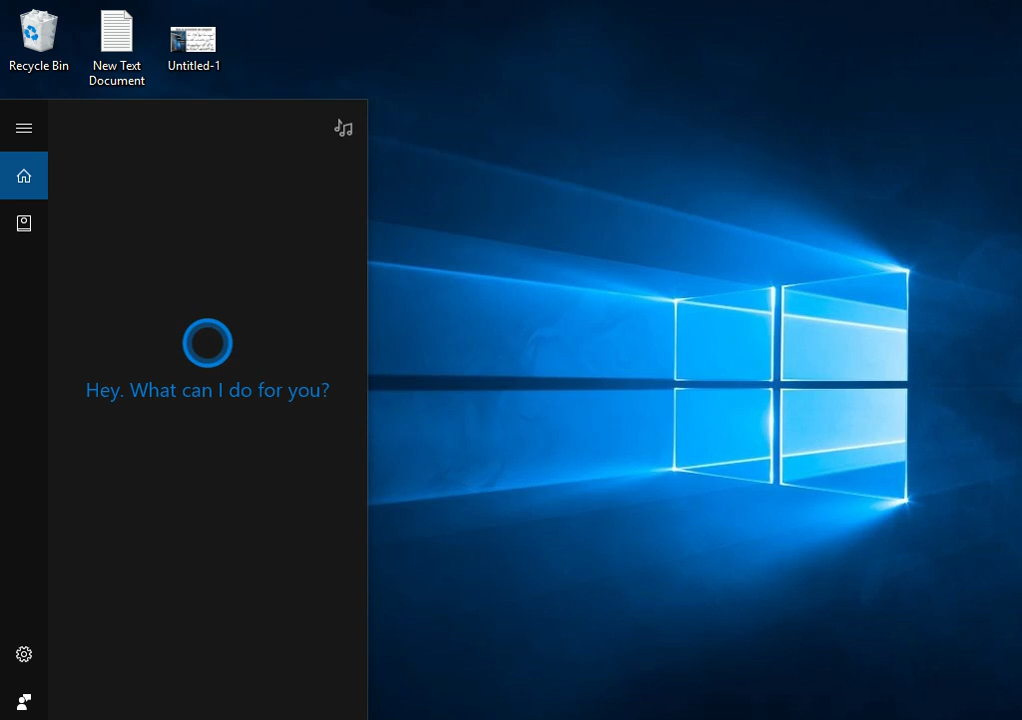 Recycle Bin
New Text
Document
Untitled-1
Hey. What can I do for you?